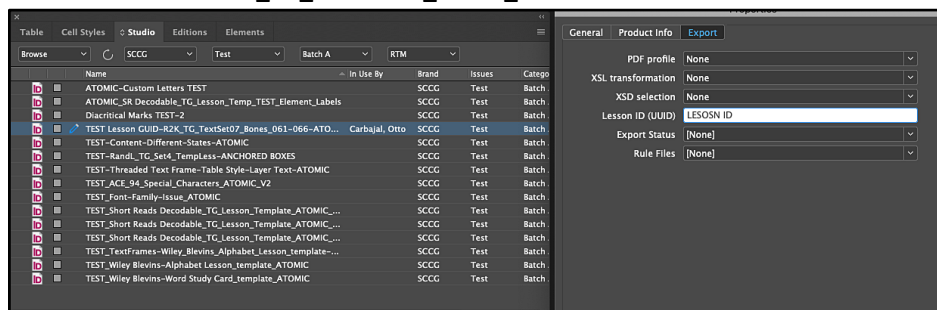 Table Cell Styles Studio Editions Elements
Browse SCCG Test Batch A RTM
Name In Use By Brand Issues Catego
ATOMIC-Custom Letters TEST SCCG Test Batch
ATOMIC_SR Decodable_TG_Lesson_Temp_TEST_Element_Labels SCCG Test Batch
Diacritical Marks TEST-2 SCCG Test Batch
TEST Lesson GUID-R2K_TG_TextSet07_Bones_061-066-ATO... Carbajal, Otto SCCG Test Batch
TEST-Content-Different-States-ATOMIC SCCG Test Batch
TEST-RandL_TG_Set4_TempLess-ANCHORED BOXES SCCG Test Batch
TEST-Threaded Text Frame-Table Style-Layer Text-ATOMIC SCCG Test Batch
TEST_ACE_94_Special_Characters_ATOMIC_V2 SCCG Test Batch
TEST_Font-Family-Issue_ATOMIC SCCG Test Batch
TEST_Short Reads Decodable_TG_Lesson_Template_ATOMIC_... SCCG Test Batch
TEST_Short Reads Decodable_TG_Lesson_Template_ATOMIC_... SCCG Test Batch
TEST_Short Reads Decodable_TG_Lesson_Template_ATOMIC_... SCCG Test Batch
TEST_TextFrames-Wiley_Blevins_Alphabet_Lesson_template-... SCCG Test Batch
TEST_Wiley Blevins-Alphabet Lesson_template_ATOMIC SCCG Test Batch
TEST_Wiley Blevins-Word Study Card_template_ATOMIC SCCG Test Batch
General Product Info Export
PDF profile None
XSL transformation None
XSD selection None
Lesson ID (UUID) LESOSN ID
Export Status [None]
Rule Files [None]